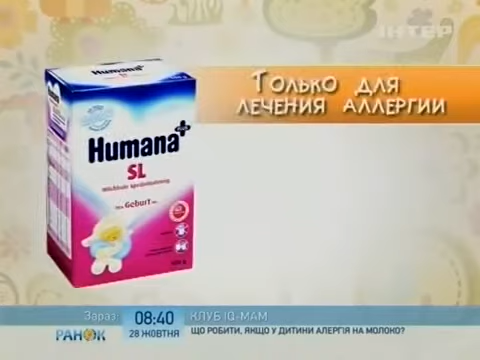 ІНТЕР
Только для
лечения аллергии
Humana+
SL
Geburt
Зараз:
08:40
КЛУБ IQ-МАМ
РАНОК
28 ЖОВТНЯ
ЩО РОБИТИ, ЯКЩО У ДИТИНИ АЛЕРГІЯ НА МОЛОКО?